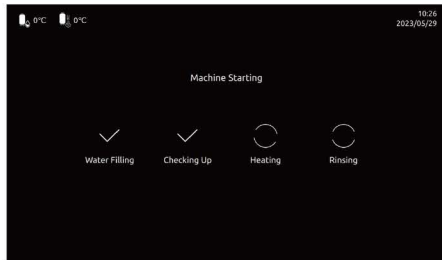 0°C
0°C
10:26
2023/05/29
Machine Starting
Water Filling
Checking Up
Heating
Rinsing